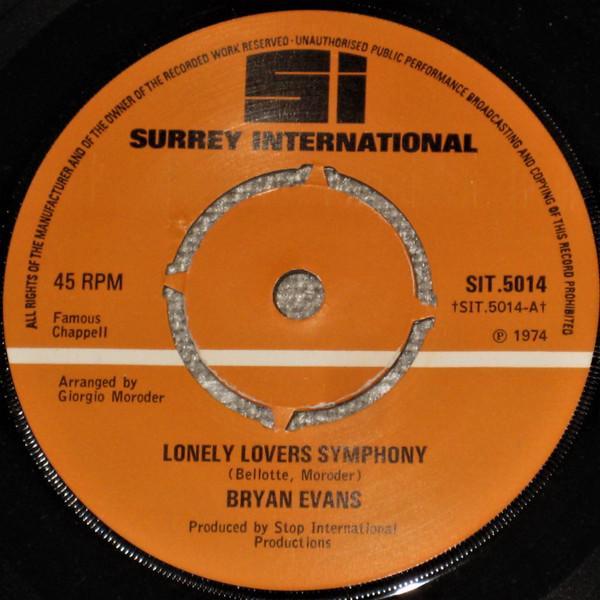 ALL RIGHTS OF THE MANUFACTURER AND OF THE OWNER OF THE RECORDED WORK RESERVED · UNAUTHORISED PUBLIC PERFORMANCE BROADCASTING AND COPYING OF THIS RECORD PROHIBITED
Si
SURREY INTERNATIONAL
45 RPM
SIT.5014
†SIT.5014-A†
Famous
Chappell
℗ 1974
Arranged by
Giorgio Moroder
LONELY LOVERS SYMPHONY
(Bellotte, Moroder)
BRYAN EVANS
Produced by Stop International
Productions